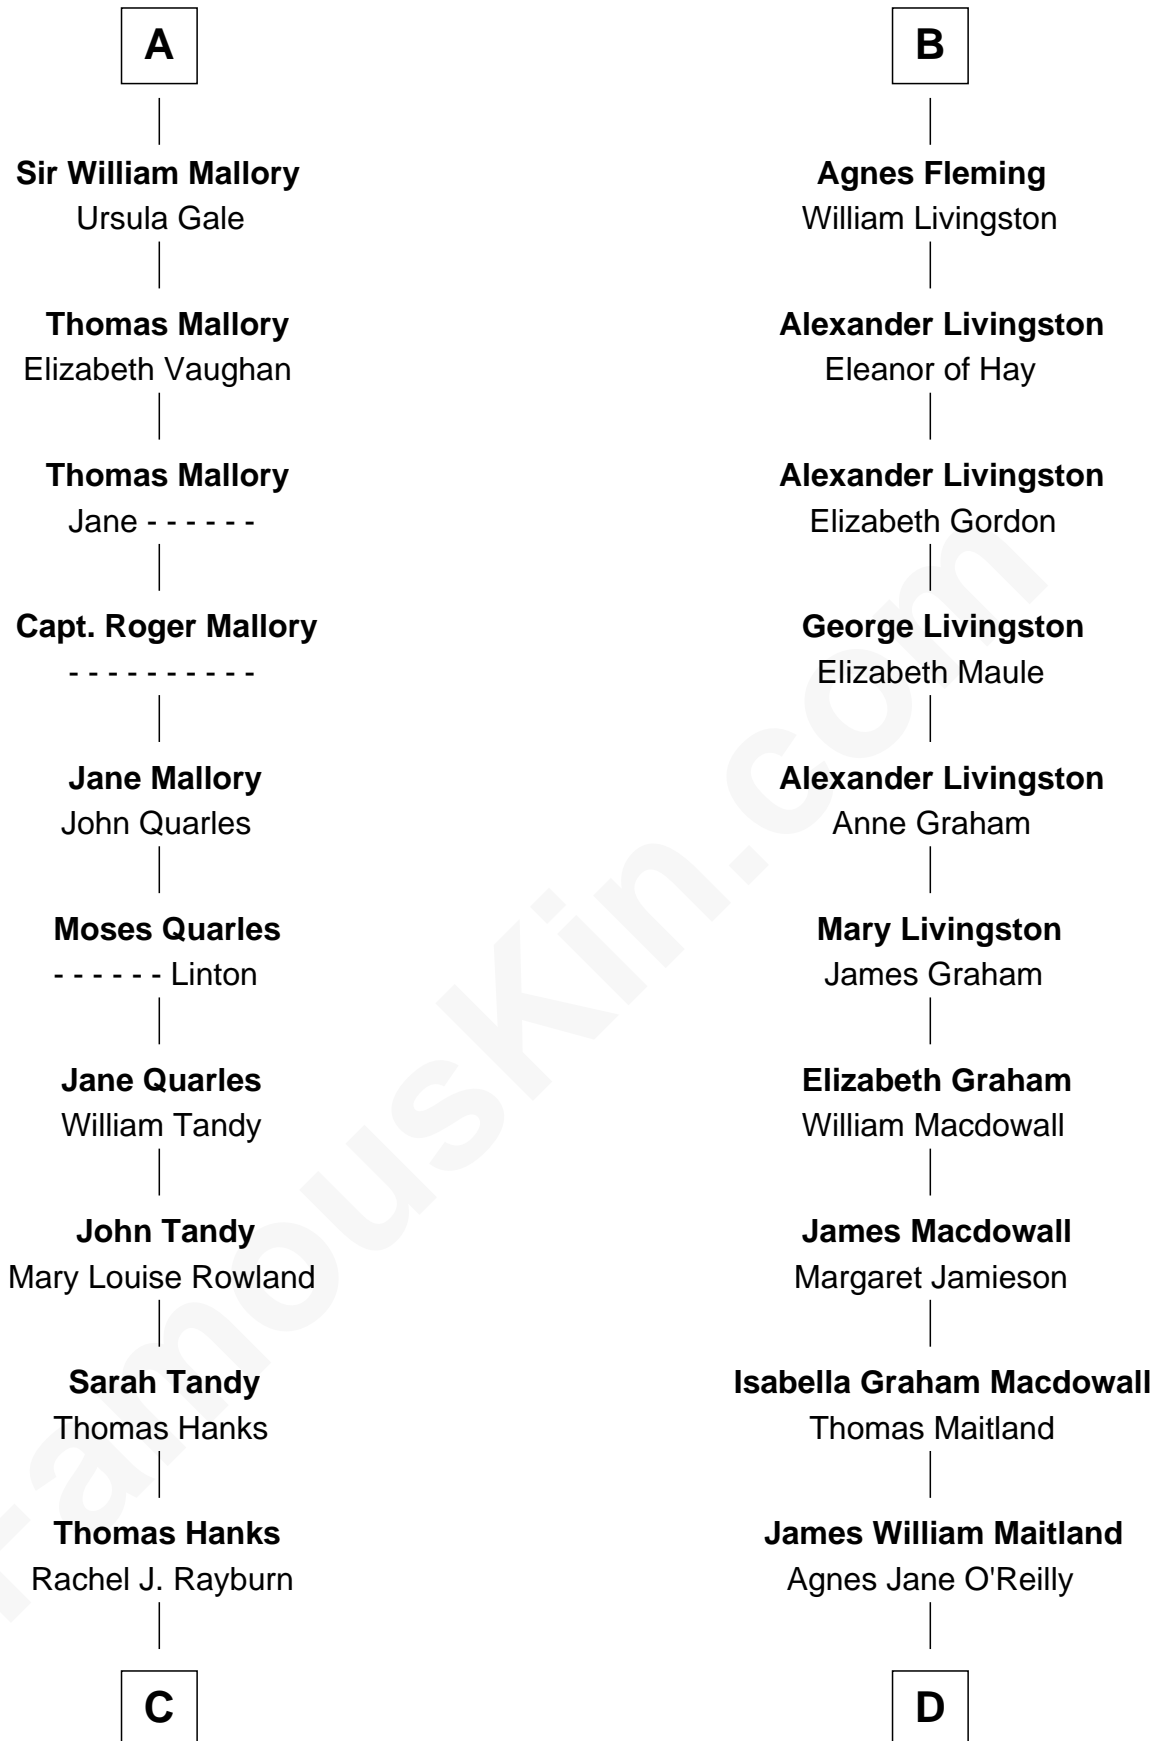 A
Sir William Mallory
Ursula Gale
Thomas Mallory
Elizabeth Vaughan
Thomas Mallory
Jane - - - - - -
Capt. Roger Mallory
- - - - - - - - - -
Jane Mallory
John Quarles
Moses Quarles
- - - - - - Linton
Jane Quarles
William Tandy
John Tandy
Mary Louise Rowland
Sarah Tandy
Thomas Hanks
Thomas Hanks
Rachel J. Rayburn
C
B
Agnes Fleming
William Livingston
Alexander Livingston
Eleanor of Hay
Alexander Livingston
Elizabeth Gordon
George Livingston
Elizabeth Maule
Alexander Livingston
Anne Graham
Mary Livingston
James Graham
Elizabeth Graham
William Macdowall
James Macdowall
Margaret Jamieson
Isabella Graham Macdowall
Thomas Maitland
James William Maitland
Agnes Jane O'Reilly
D
FamousKin.com